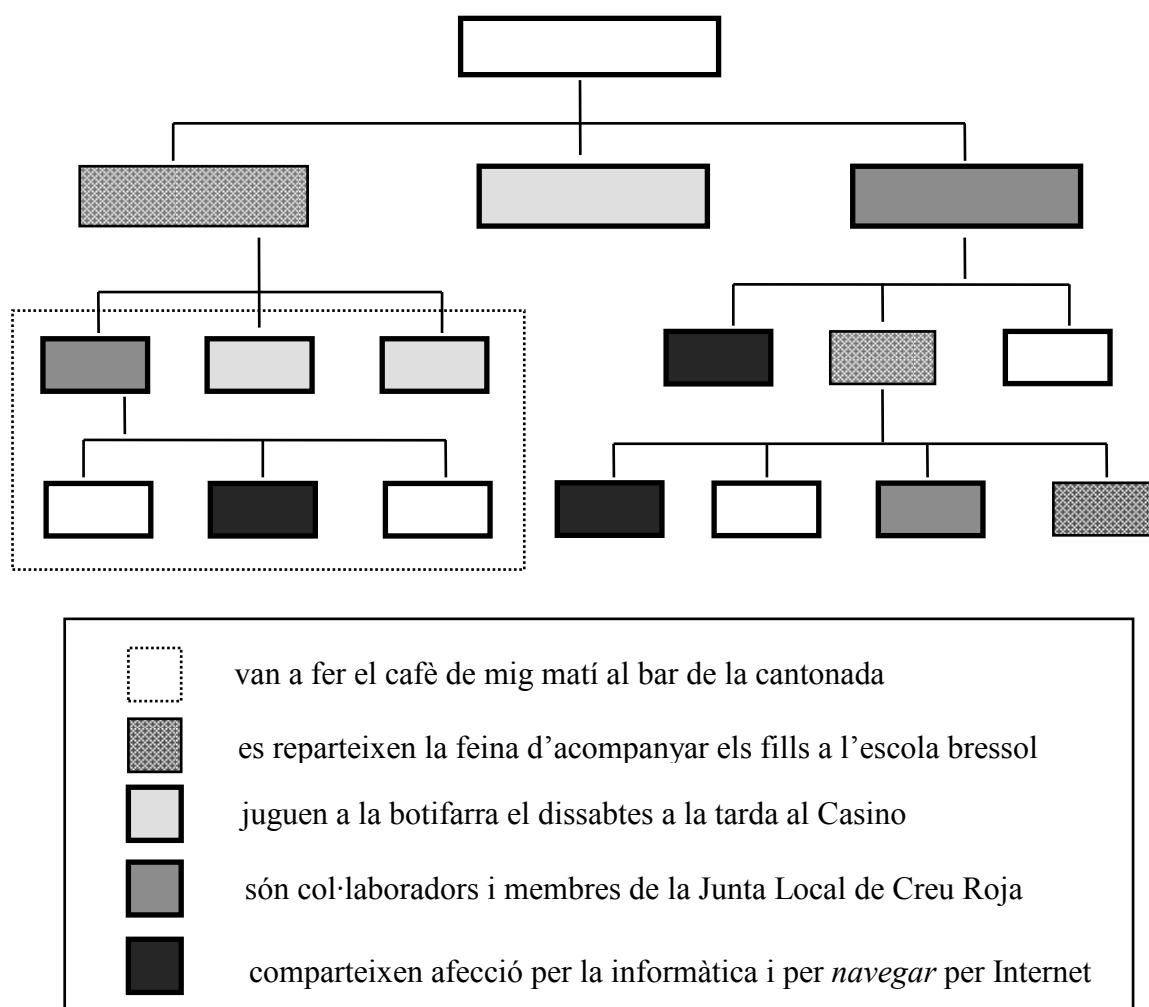 van a fer el cafè de mig matí al bar de la cantonada
es reparteixen la feina d’acompanyar els fills a l’escola bressol
juguen a la botifarra el dissabtes a la tarda al Casino
són col·laboradors i membres de la Junta Local de Creu Roja
comparteixen afecció per la informàtica i per navegar per Internet